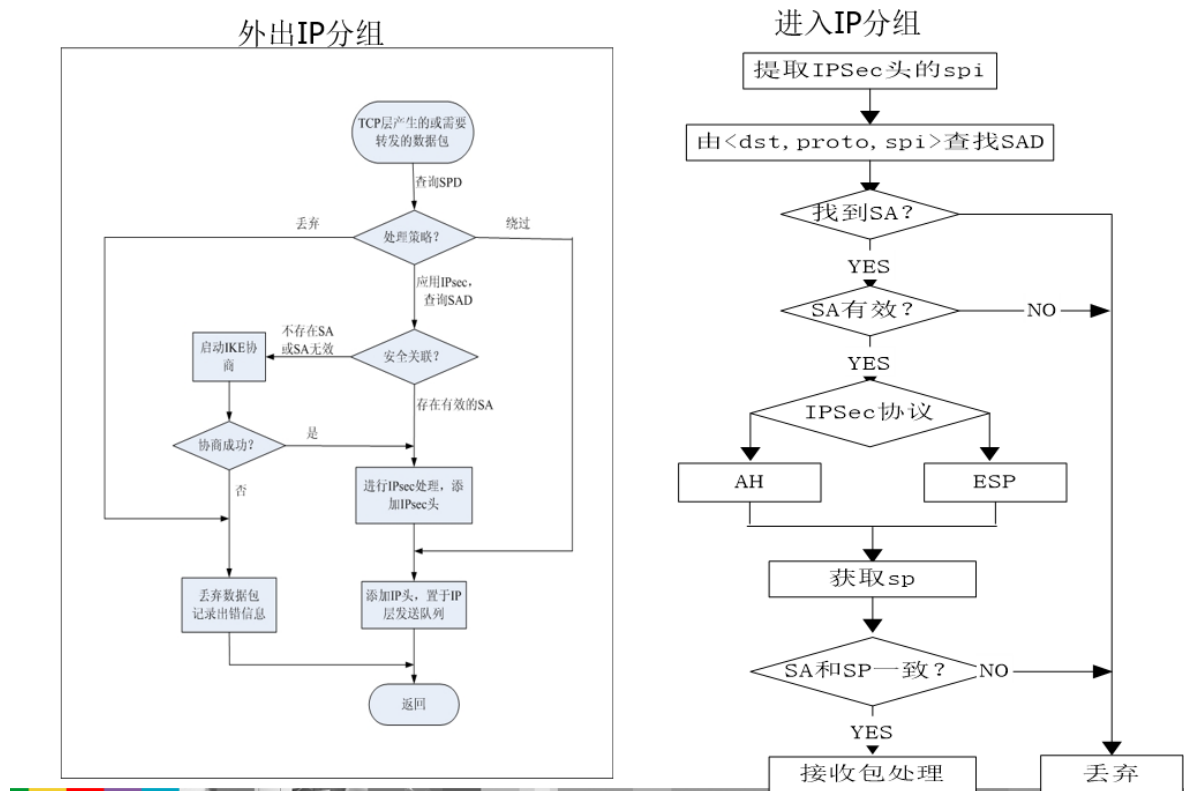 外出IP分组
TCP层产生的或需要
转发的数据包
查询SPD
丢弃
处理策略?
绕过
应用IPsec,
查询SAD
不存在SA
或SA无效
启动IKE协
商
安全关联?
存在有效的SA
协商成功?
是
否
进行IPsec处理，添
加IPsec头
丢弃数据包
记录出错信息
添加IP头，置于IP
层发送队列
返回
进入IP分组
提取IPSec头的spi
由<dst,proto,spi>查找SAD
找到SA?
YES
SA有效?
NO
YES
IPSec协议
AH
ESP
获取sp
SA和SP一致?
NO
YES
接收包处理
丢弃